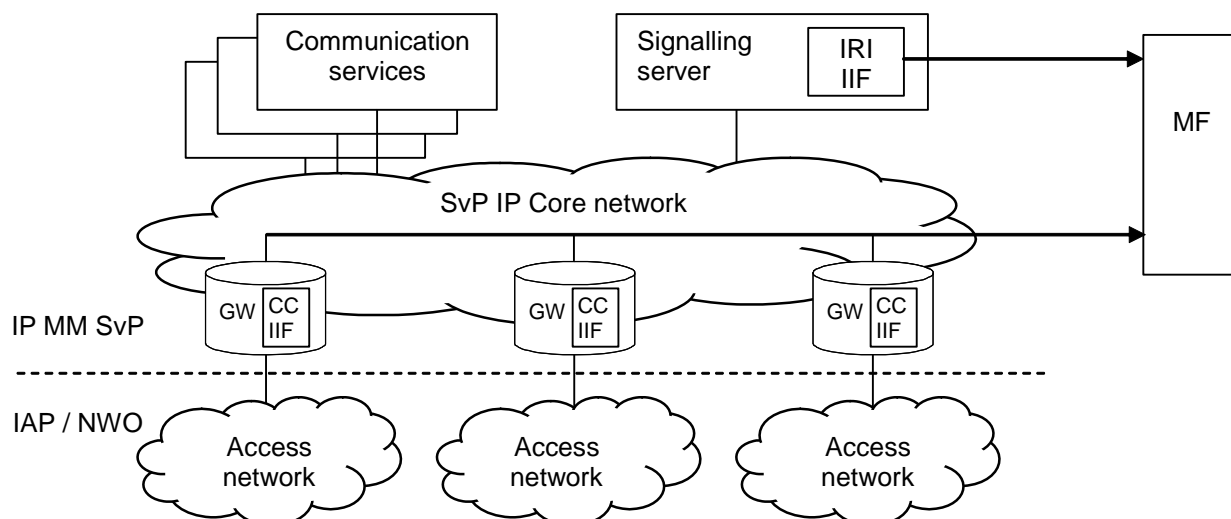 Communication
services
Signalling
server
IRI
IIF
MF
SvP IP Core network
GW
CC
IIF
GW
CC
IIF
GW
CC
IIF
IP MM SvP
IAP / NWO
Access
network
Access
network
Access
network